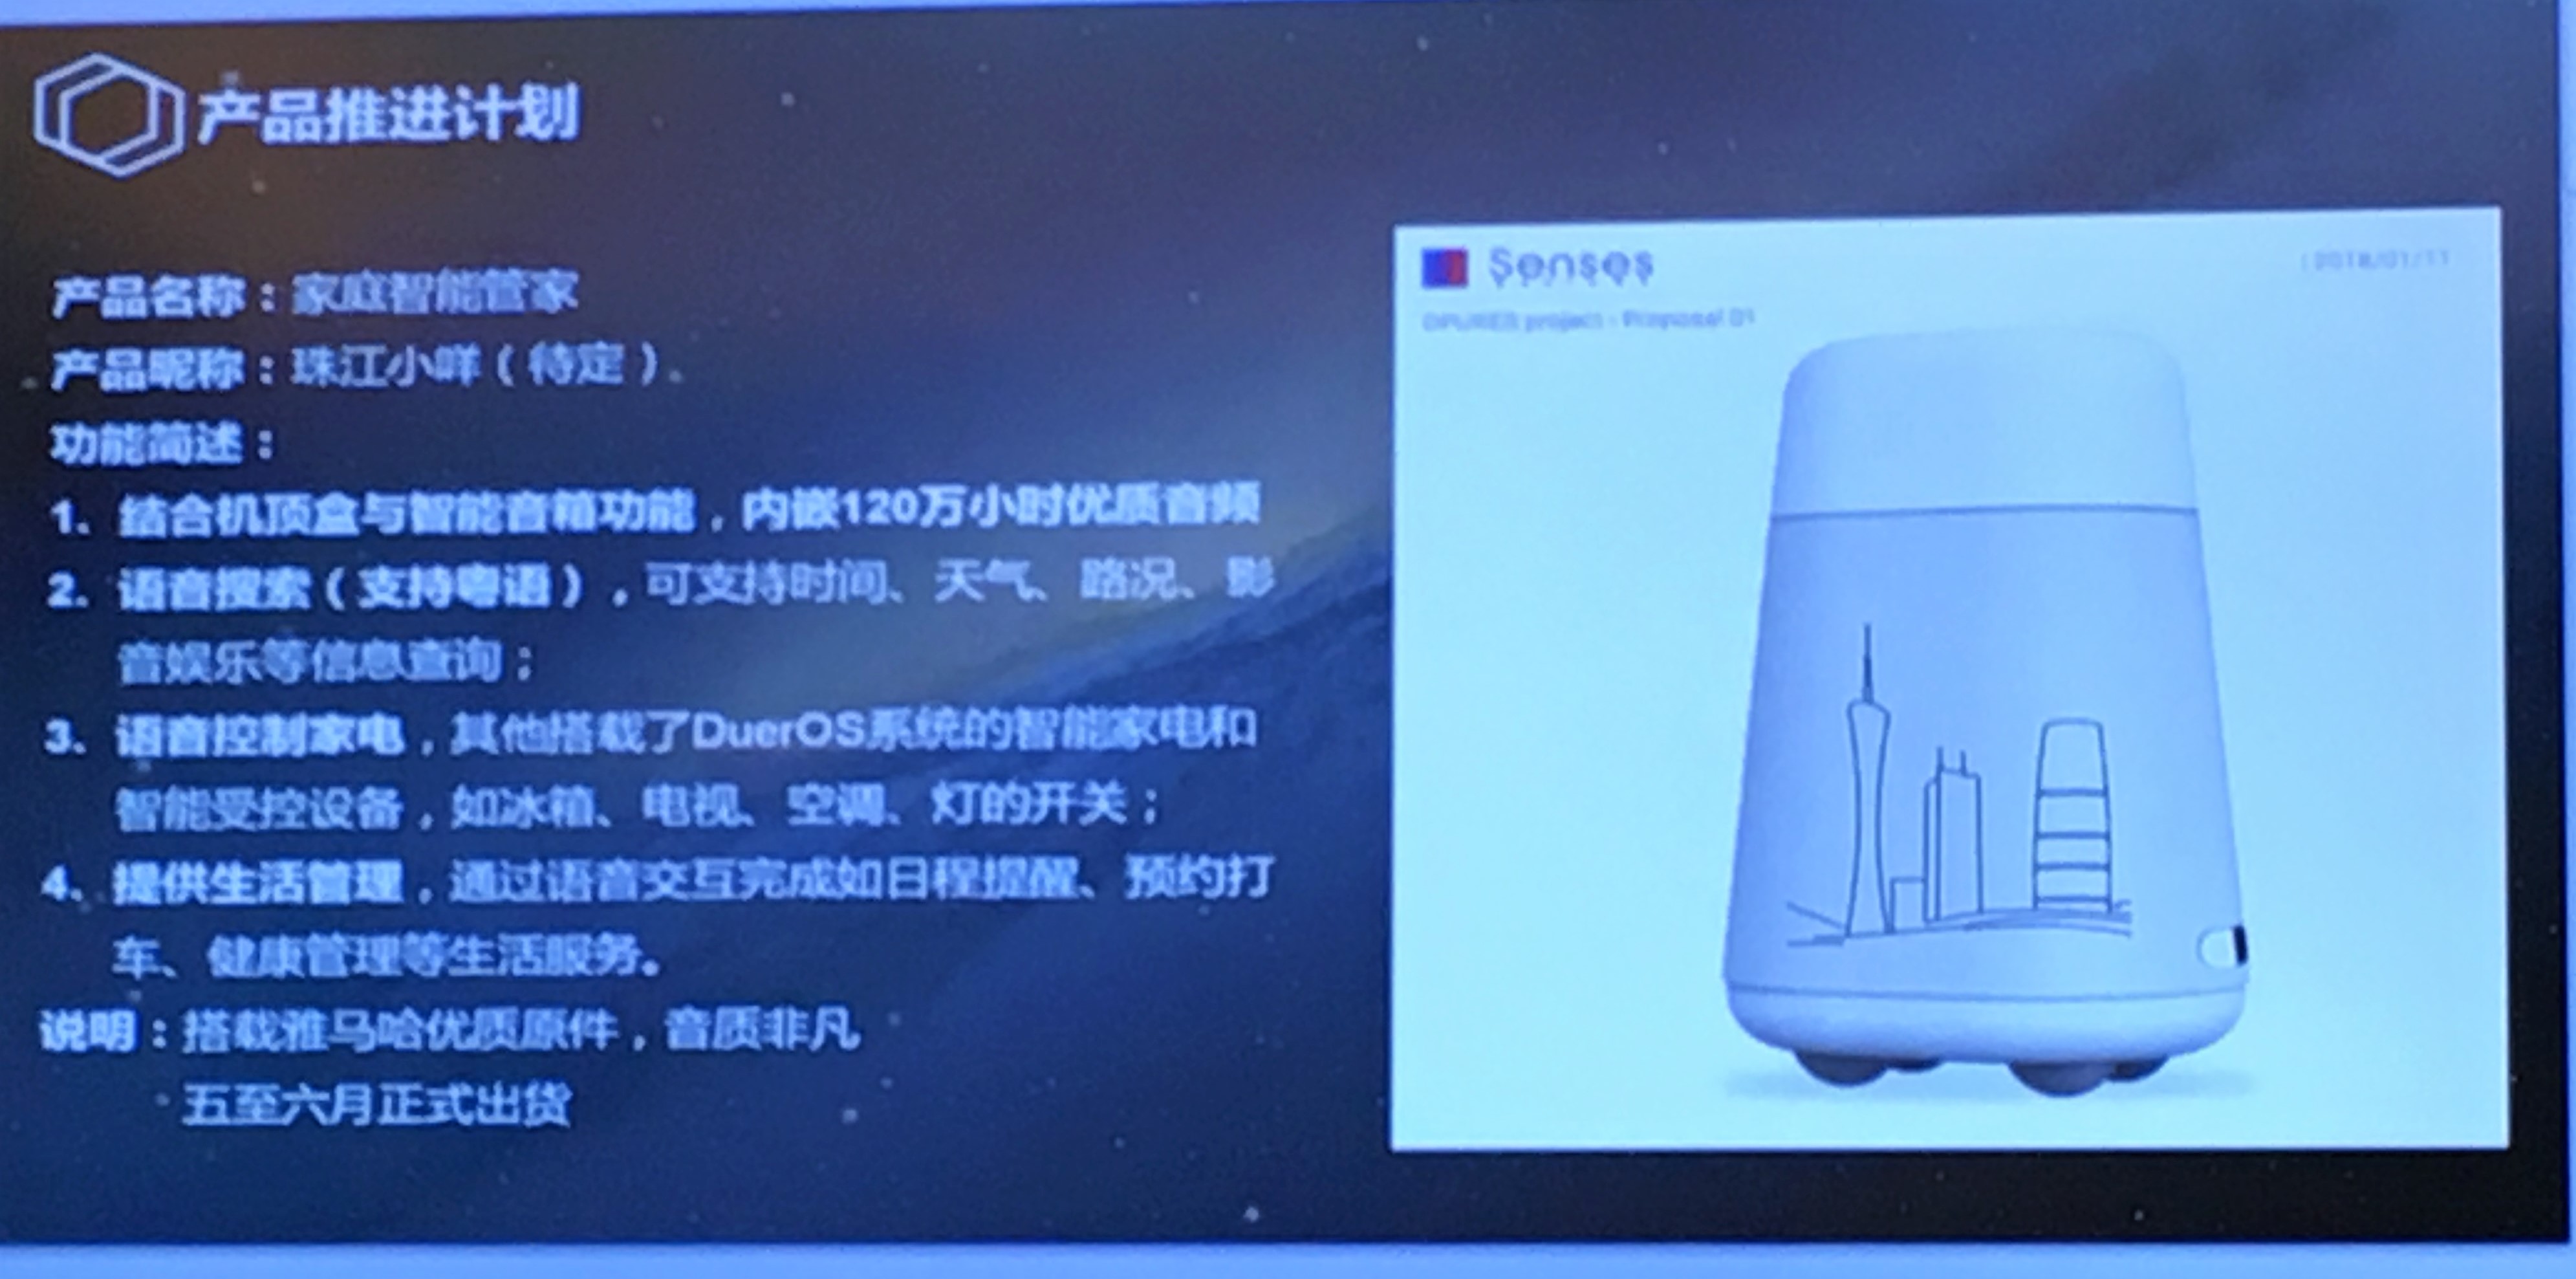 产品推进计划
产品名称：家庭智能管家
产品昵称：珠江小咩（待定）。
功能简述：
1、结合机顶盒与智能音箱功能，内嵌120万小时优质音频
2、语音搜索（支持粤语），可支持时间、天气、路况、影
音娱乐等信息查询；
3、语音控制家电，其他搭载了DuerOS系统的智能家电和
智能受控设备，如冰箱、电视、空调、灯的开关；
4、提供生活管理，通过语音交互完成如日程提醒、预约打
车、健康管理等生活服务。
说明：搭载雅马哈优质原件，音质非凡
五至六月正式出货
Senses
project - Proposal 01